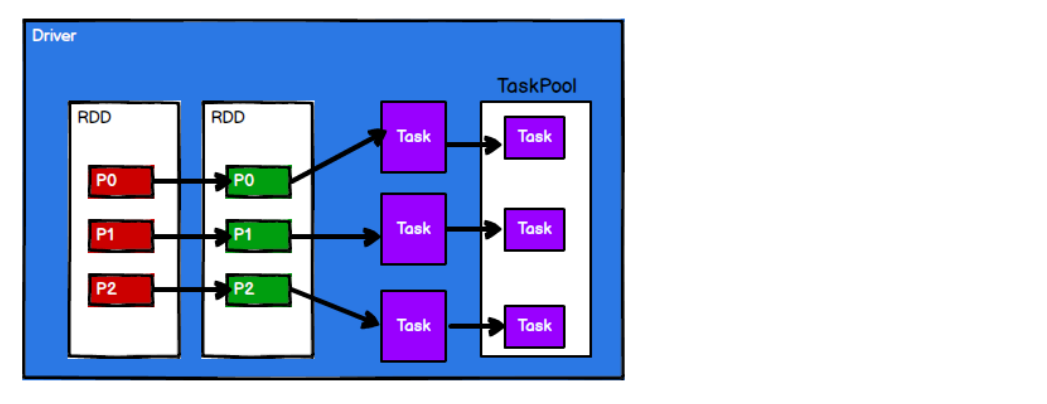 Driver
TaskPool
RDD
RDD
Task
Task
P0
P0
P1
P1
Task
Task
P2
P2
Task
Task